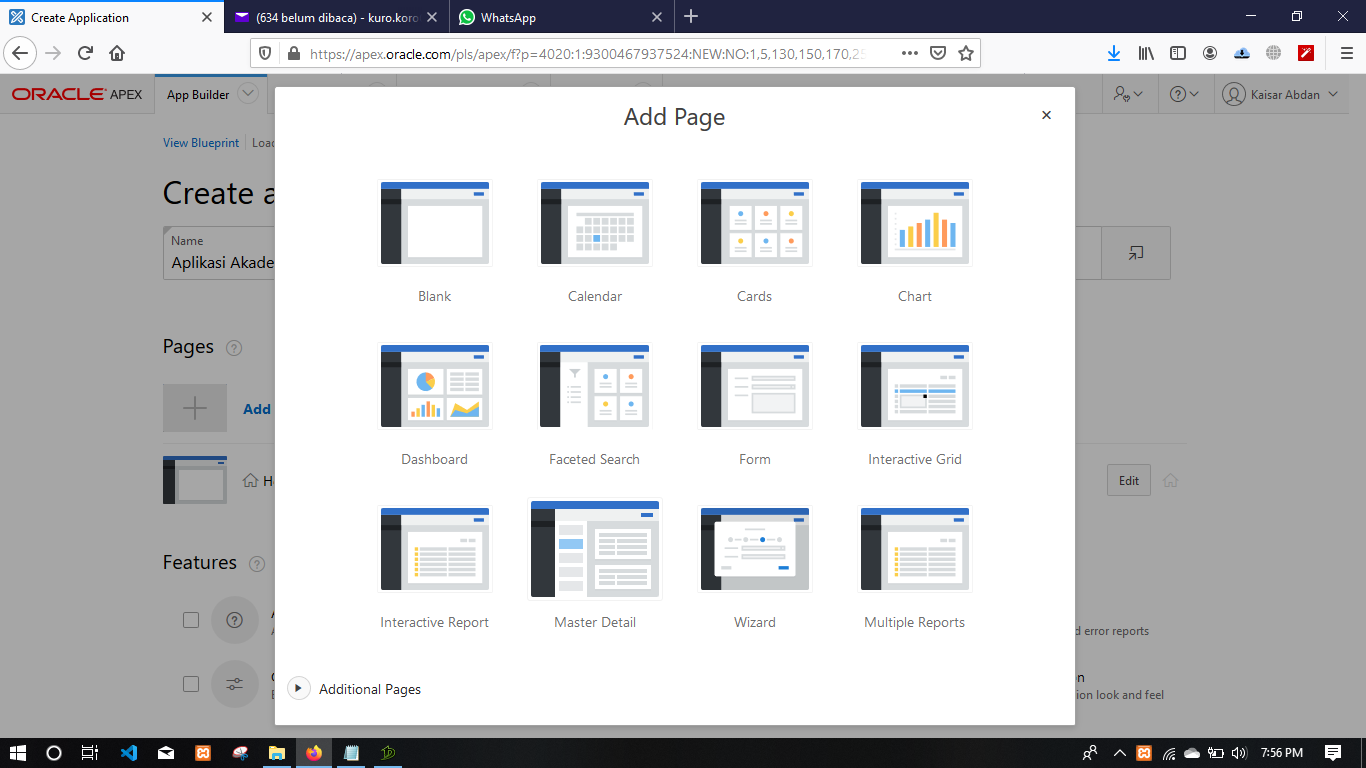 Create Application
(634 belum dibaca) - kuro.koro
WhatsApp
https://apex.oracle.com/pls/apex/f?p=4020:1:9300467937524:NEW:NO:1,5,130,150,170,25
ORACLE APEX
App Builder
Kaisar Abdan
View Blueprint
Loac
Add Page
Create a
Name
Aplikasi Akade
Blank
Calendar
Cards
Chart
Pages
Add
Dashboard
Faceted Search
Form
Interactive Grid
Edit
Features
Interactive Report
Master Detail
Wizard
Multiple Reports
d error reports
on
ion look and feel
Additional Pages
7:56 PM